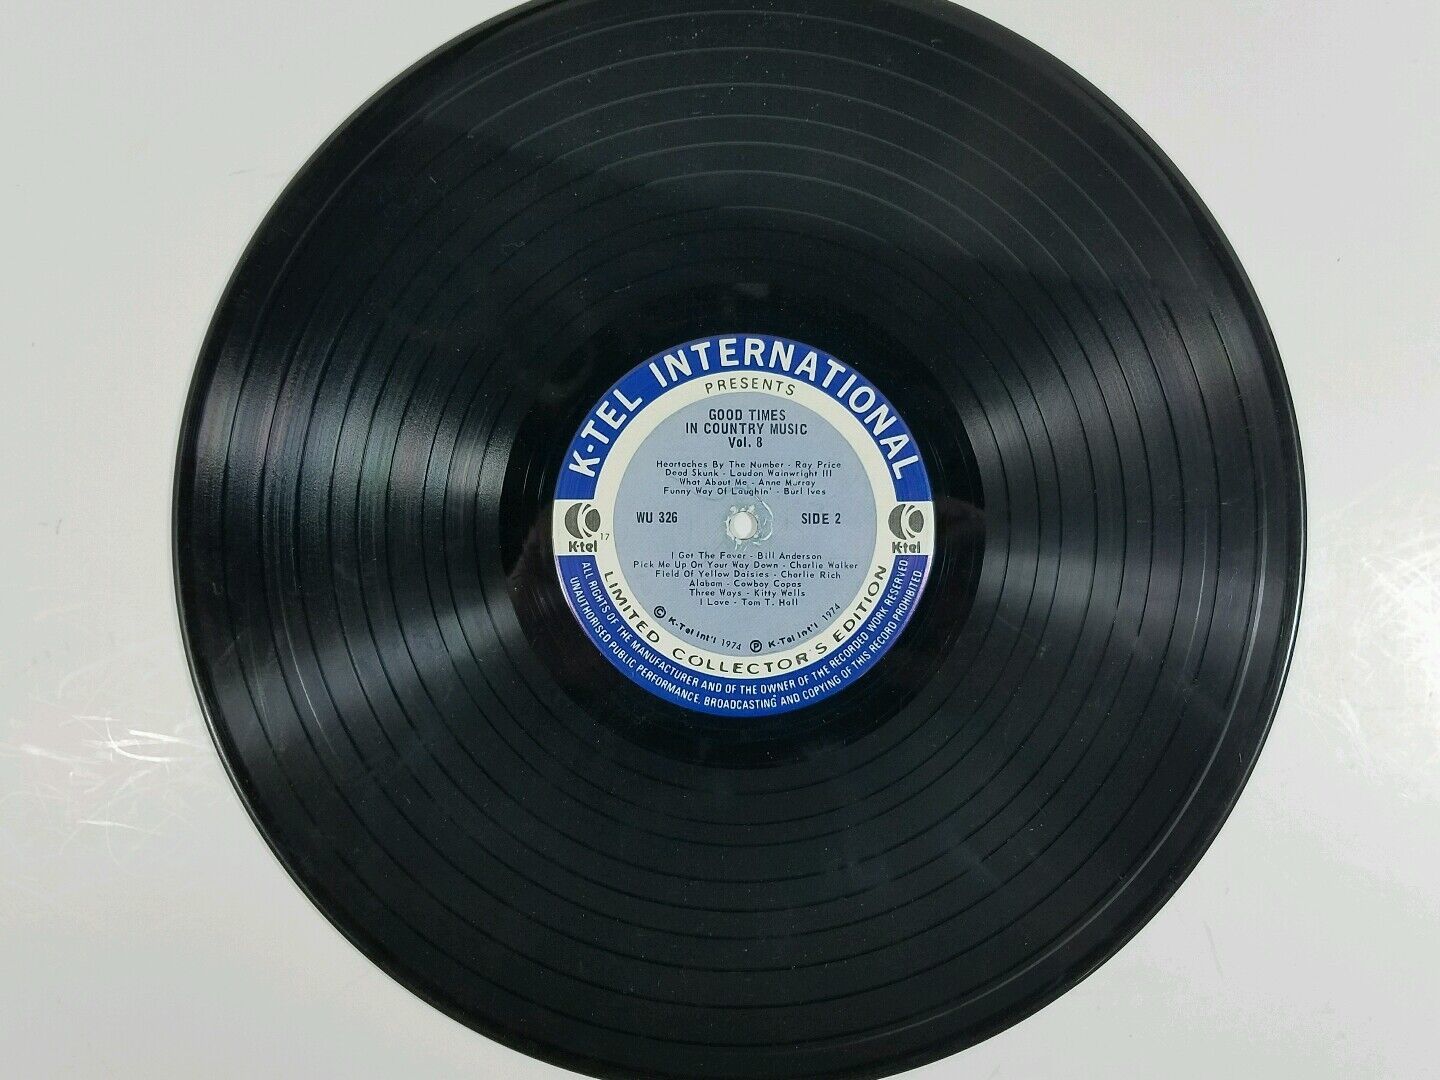 K-TEL INTERNATIONAL
PRESENTS
GOOD TIMES
IN COUNTRY MUSIC
Vol. 8
Heartaches By The Number - Ray Price
Dead Skunk - Loudon Wainwright III
What About Me - Anne Murray
Funny Way Of Laughin' - Burl Ives
WU 326
SIDE 2
K-tel
17
K-tel
I Get The Fever - Bill Anderson
Pick Me Up On Your Way Down - Charlie Walker
Field Of Yellow Daisies - Charlie Rich
Alabam - Cowboy Copas
Three Ways - Kitty Wells
I Love - Tom T. Hall
© K-Tel Int'l 1974 ℗ K-Tel Int'l 1974
LIMITED COLLECTOR'S EDITION
ALL RIGHTS OF THE MANUFACTURER AND OF THE OWNER OF THE RECORDED WORK RESERVED.
UNAUTHORISED PUBLIC PERFORMANCE, BROADCASTING AND COPYING OF THIS RECORD PROHIBITED